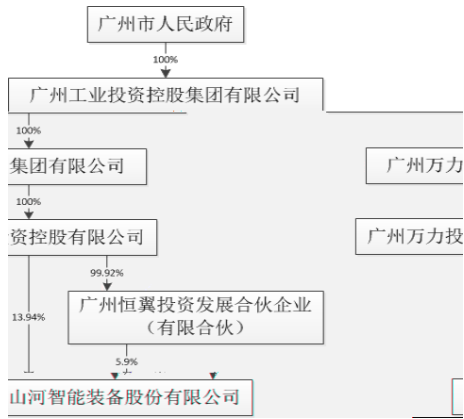 广州市人民政府
100%
广州工业投资控股集团有限公司
100%
集团有限公司
广州万力
100%
资控股有限公司
广州万力投
99.92%
13.94%
广州恒翼投资发展合伙企业
（有限合伙）
5.9%
山河智能装备股份有限公司